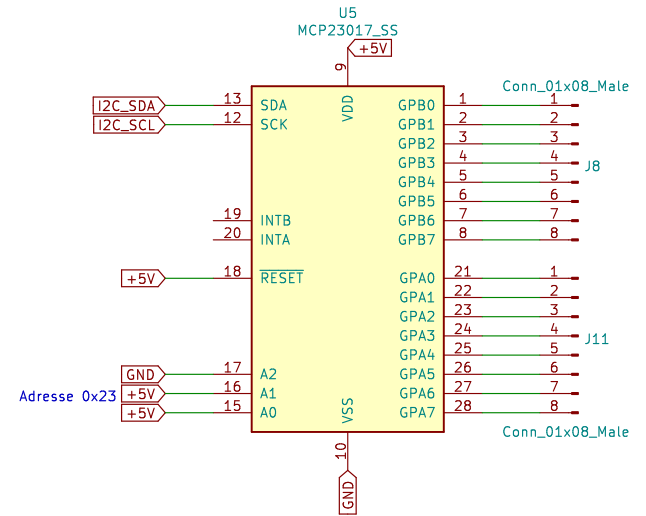 U5
MCP23017_SS
+5V
9
Conn_01x08_Male
I2C_SDA 13 SDA VDD GPB0 1 1
I2C_SCL 12 SCK GPB1 2 2
GPB2 3 3
GPB3 4 4
J8
GPB4 5 5
GPB5 6 6
19 INTB GPB6 7 7
20 INTA GPB7 8 8
+5V 18 RESET GPA0 21 1
GPA1 22 2
GPA2 23 3
GPA3 24 4
J11
GPA4 25 5
GND 17 A2 GPA5 26 6
Adresse 0x23 +5V 16 A1 GPA6 27 7
+5V 15 A0 VSS GPA7 28 8
Conn_01x08_Male
10
GND